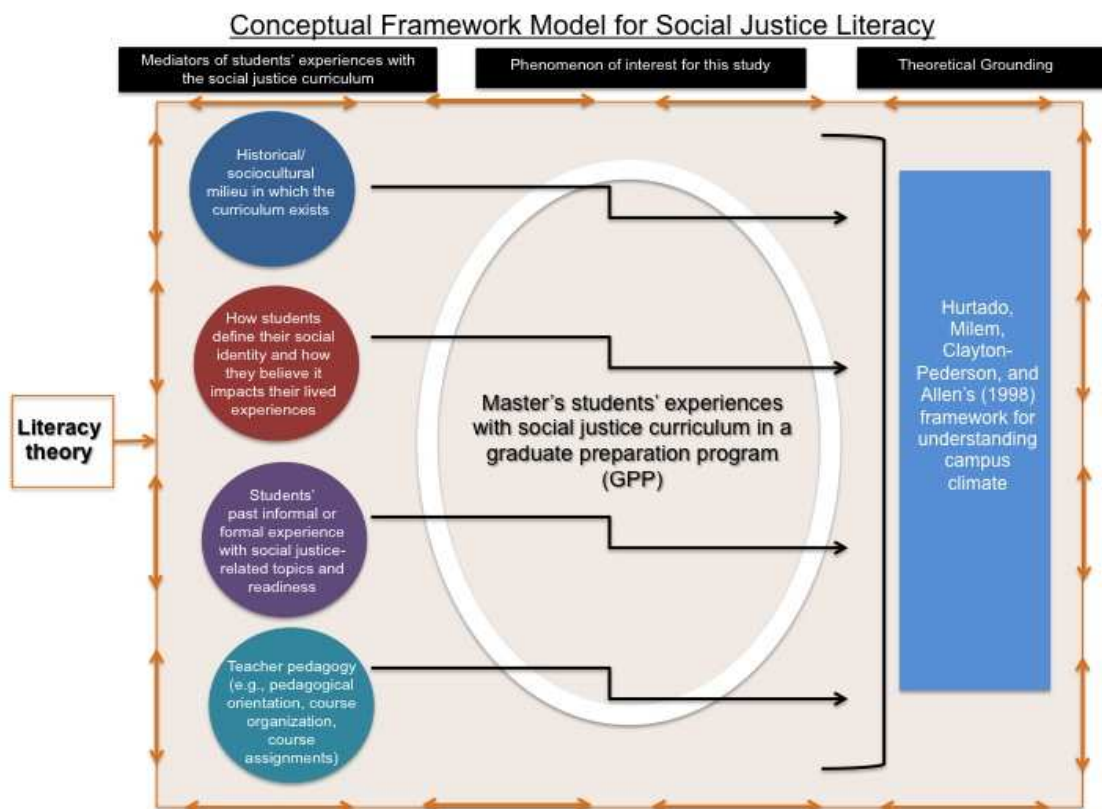 Conceptual Framework Model for Social Justice Literacy
Mediators of students' experiences with
the social justice curriculum
Phenomenon of interest for this study
Theoretical Grounding
Historical/
sociocultural
milieu in which the
curriculum exists
How students
define their social
identity and how
they believe it
impacts their lived
experiences
Students'
past informal or
formal experience
with social justice-
related topics and
readiness
Teacher pedagogy
(e.g., pedagogical
orientation, course
organization,
course
assignments)
Literacy
theory
Master's students' experiences
with social justice curriculum in a
graduate preparation program
(GPP)
Hurtado,
Milem,
Clayton-
Pederson, and
Allen's (1998)
framework for
understanding
campus
climate